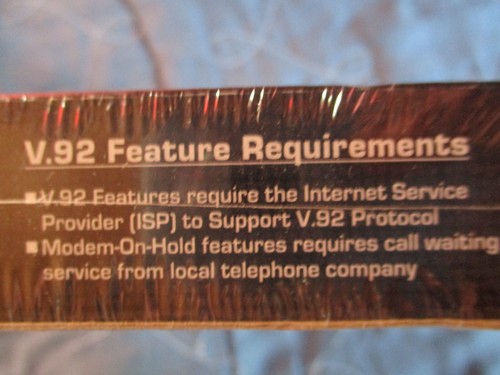 V.92 Feature Requirements
■V.92 Features require the Internet Service
Provider (ISP) to Support V.92 Protocol
■Modem-On-Hold features requires call waiting
service from local telephone company